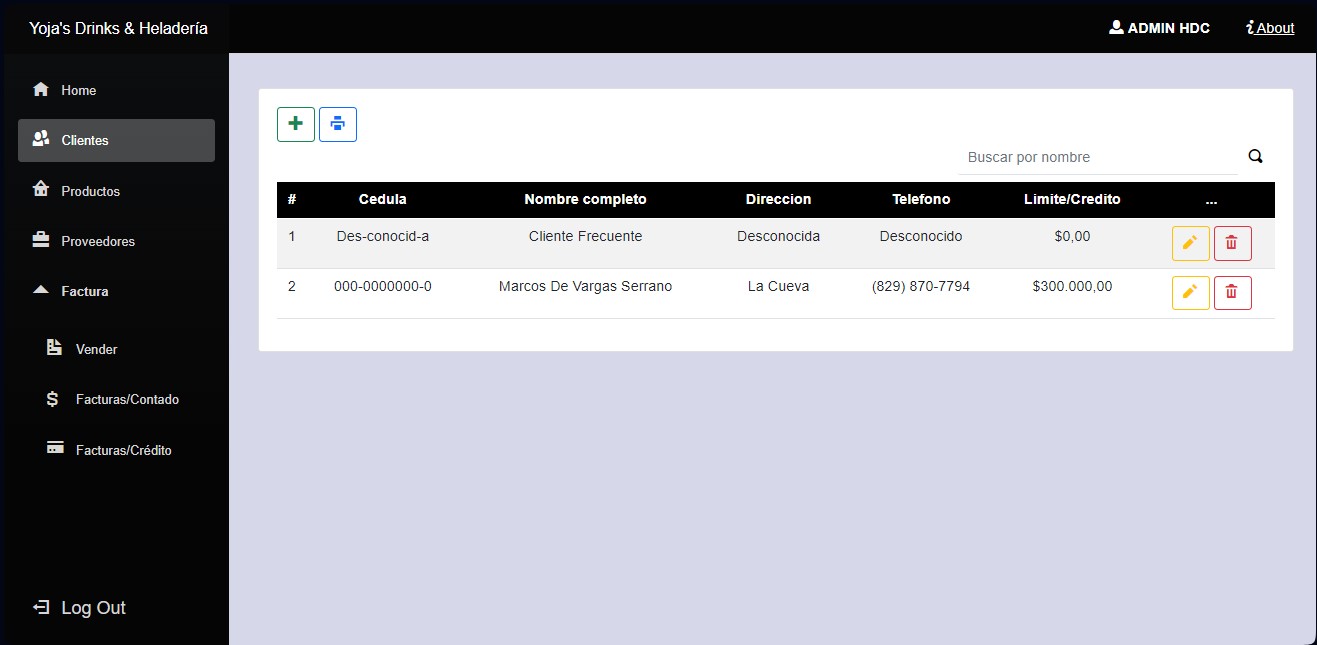 Yoja's Drinks & Heladería
ADMIN HDC
About
Home
Clientes
Productos
Proveedores
Factura
Vender
Facturas/Contado
Facturas/Crédito
Log Out
Buscar por nombre
# Cedula Nombre completo Direccion Telefono Limite/Credito ...
1 Des-conocid-a Cliente Frecuente Desconocida Desconocido $0,00
2 000-0000000-0 Marcos De Vargas Serrano La Cueva (829) 870-7794 $300.000,00